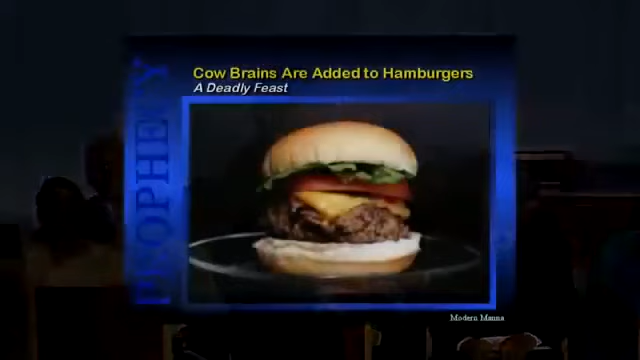 Cow Brains Are Added to Hamburgers
A Deadly Feast
PROPHECY
Modern Manna